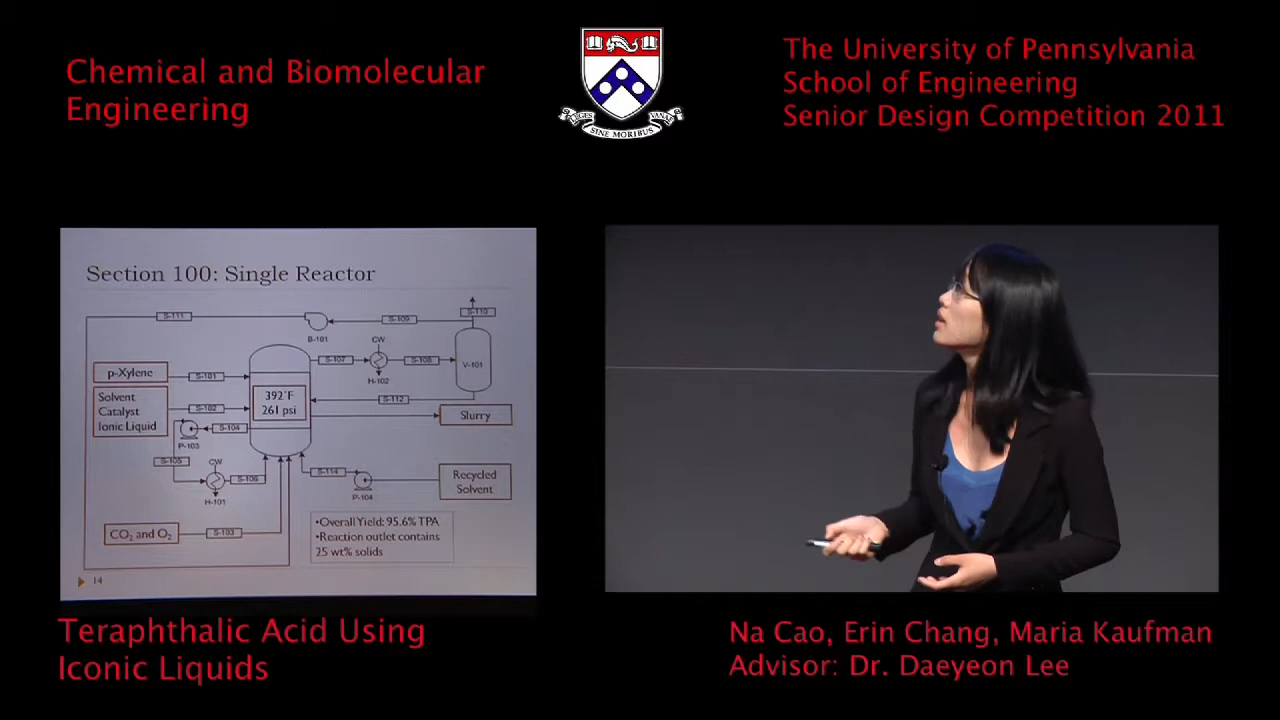 Chemical and Biomolecular
Engineering
LEGES
VANAE
SINE MORIBUS
The University of Pennsylvania
School of Engineering
Senior Design Competition 2011
Section 100: Single Reactor
S-111
S-109
S-110
B-101
CW
S-107
S-108
V-101
H-102
p-Xylene
S-101
392°F
261 psi
S-112
Solvent
Catalyst
Ionic Liquid
S-102
Slurry
S-104
P-103
S-105
CW
S-106
H-101
S-114
P-104
Recycled
Solvent
CO2 and O2
S-103
•Overall Yield: 95.6% TPA
•Reaction outlet contains
25 wt% solids
14
Teraphthalic Acid Using
Iconic Liquids
Na Cao, Erin Chang, Maria Kaufman
Advisor: Dr. Daeyeon Lee